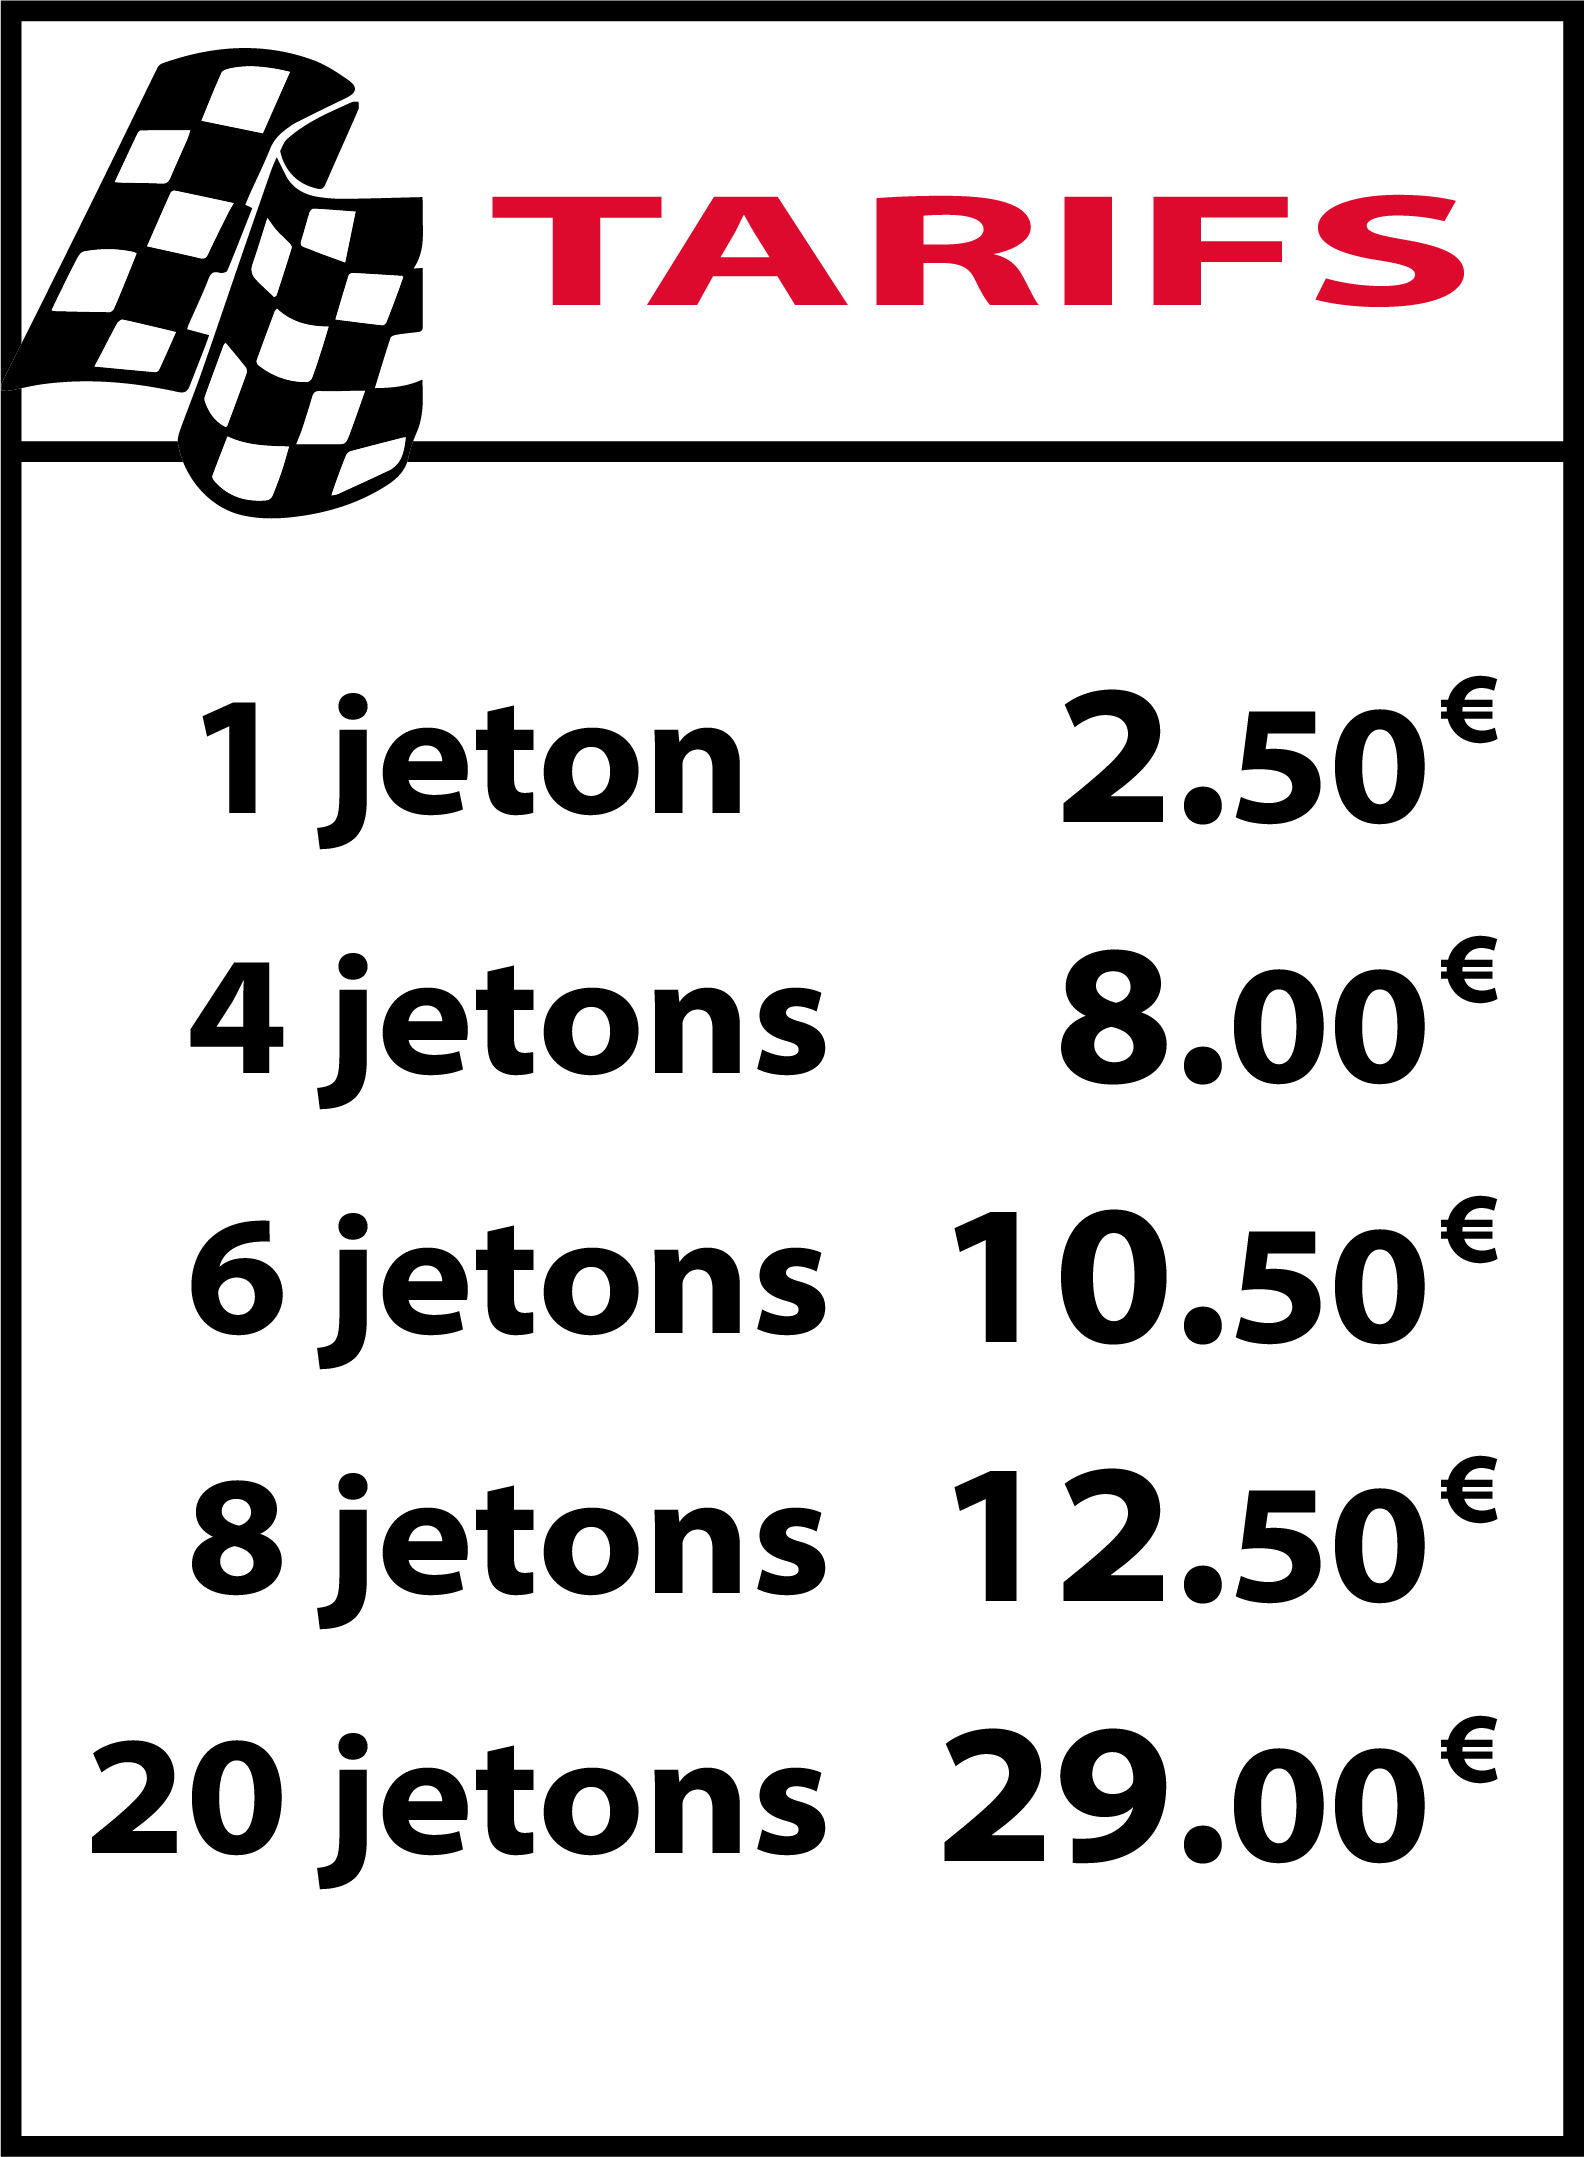 TARIFS
1 jeton 2.50€
4 jetons 8.00€
6 jetons 10.50€
8 jetons 12.50€
20 jetons 29.00€